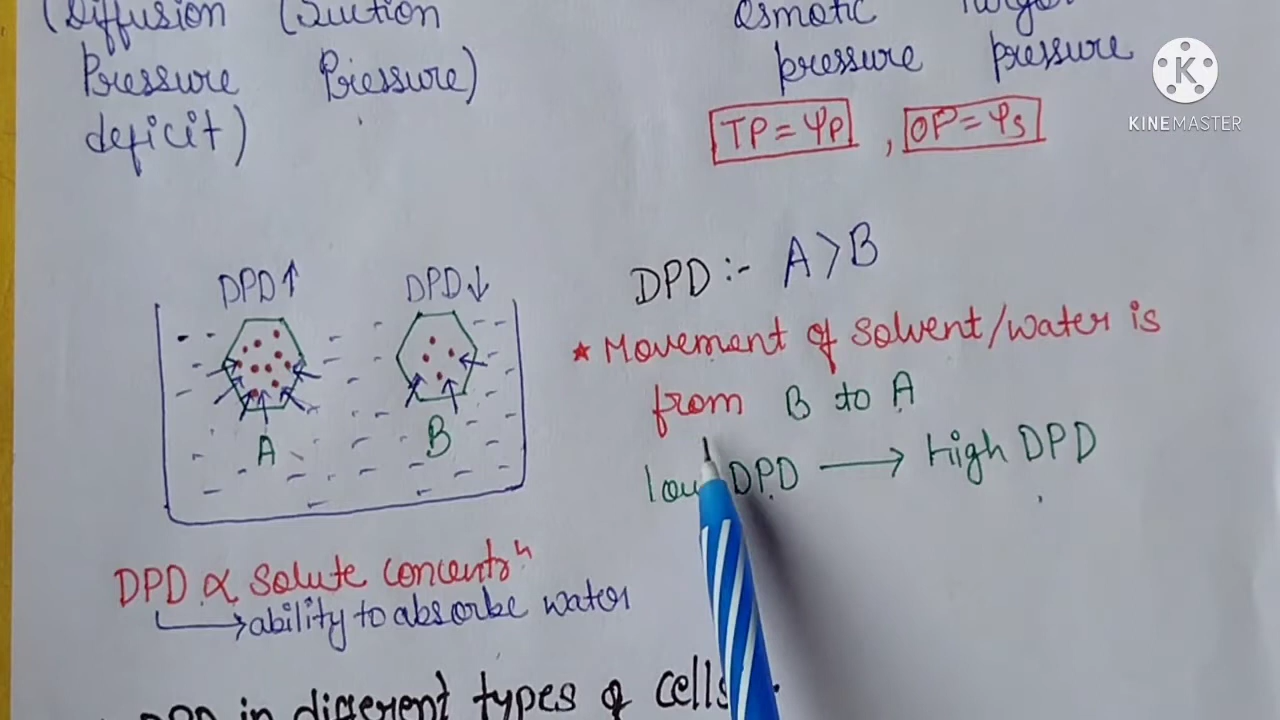 (Diffusion (Suction
Pressure Pressure)
deficit)
Osmotic
pressure pressure
TP = Ψp , OP = Ψs
KINEMASTER
DPD↑ DPD↓
A B
DPD :- A > B
* Movement of solvent/water is
from B to A
low DPD → high DPD
DPD ∝ solute concentrⁿ
→ ability to absorbe water
DPD in different types of cells